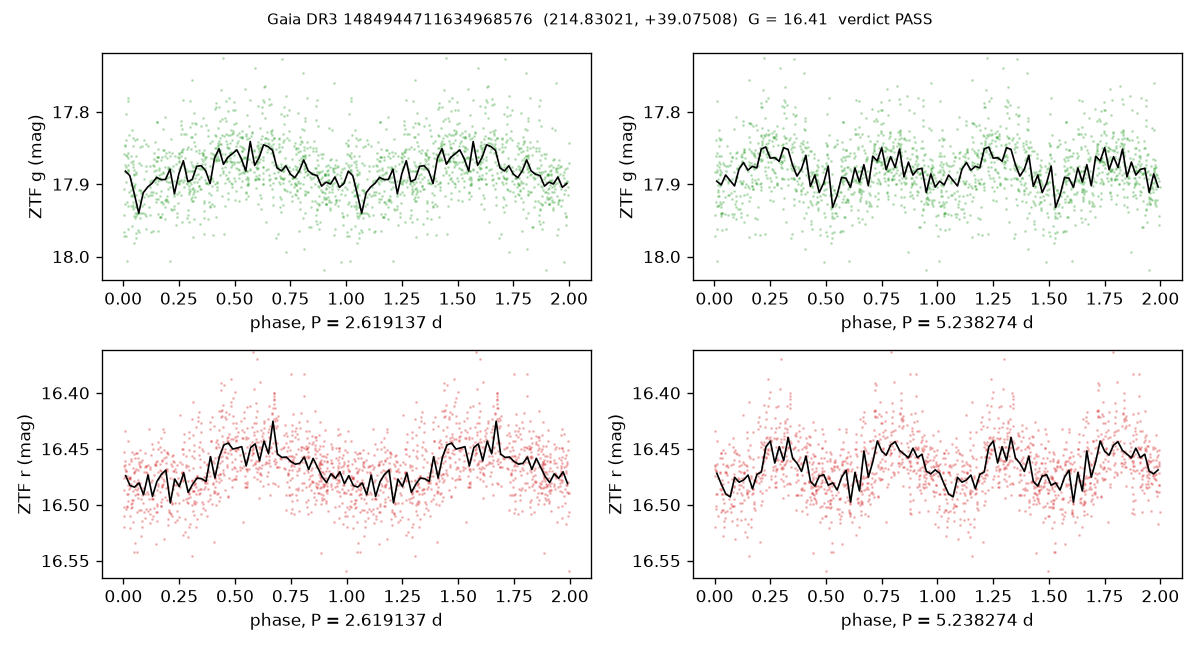 Gaia DR3 1484944711634968576  (214.83021, +39.07508)  G = 16.41  verdict PASS
ZTF g (mag)
17.8
17.9
18.0
0.00 0.25 0.50 0.75 1.00 1.25 1.50 1.75 2.00
phase, P = 2.619137 d
ZTF g (mag)
17.8
17.9
18.0
0.00 0.25 0.50 0.75 1.00 1.25 1.50 1.75 2.00
phase, P = 5.238274 d
ZTF r (mag)
16.40
16.45
16.50
16.55
0.00 0.25 0.50 0.75 1.00 1.25 1.50 1.75 2.00
phase, P = 2.619137 d
ZTF r (mag)
16.40
16.45
16.50
16.55
0.00 0.25 0.50 0.75 1.00 1.25 1.50 1.75 2.00
phase, P = 5.238274 d